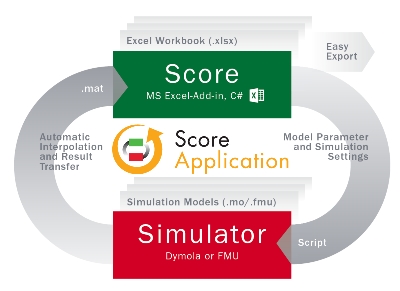 Excel Workbook (.xlsx)
Easy
Export
Score
MS Excel-Add-in, C#
.mat
Automatic
Interpolation
and Result
Transfer
Score
Application
Model Parameter
and Simulation
Settings
Simulation Models (.mo/.fmu)
Simulator
Dymola or FMU
Script